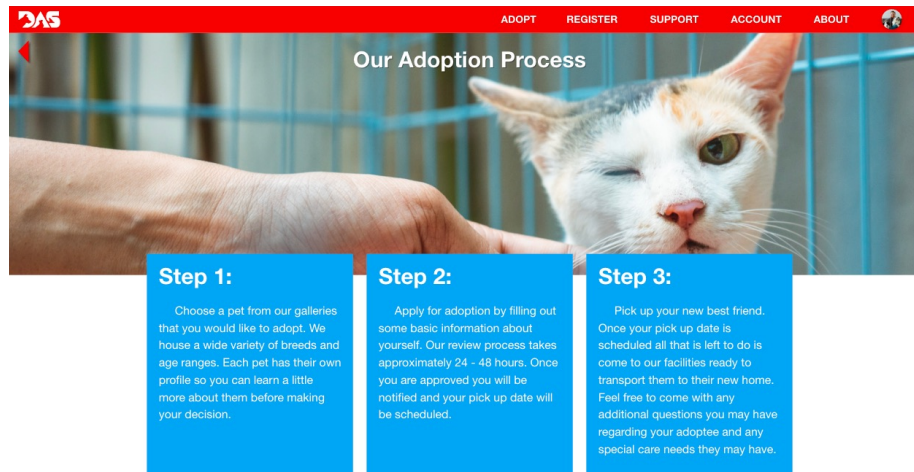 DAS
ADOPT REGISTER SUPPORT ACCOUNT ABOUT
Our Adoption Process
Step 1:
Choose a pet from our galleries
that you would like to adopt. We
house a wide variety of breeds and
age ranges. Each pet has their own
profile so you can learn a little
more about them before making
your decision.
Step 2:
Apply for adoption by filling out
some basic information about
yourself. Our review process takes
approximately 24 - 48 hours. Once
you are approved you will be
notified and your pick up date will
be scheduled.
Step 3:
Pick up your new best friend.
Once your pick up date is
scheduled all that is left to do is
come to our facilities ready to
transport them to their new home.
Feel free to come with any
additional questions you may have
regarding your adoptee and any
special care needs they may have.